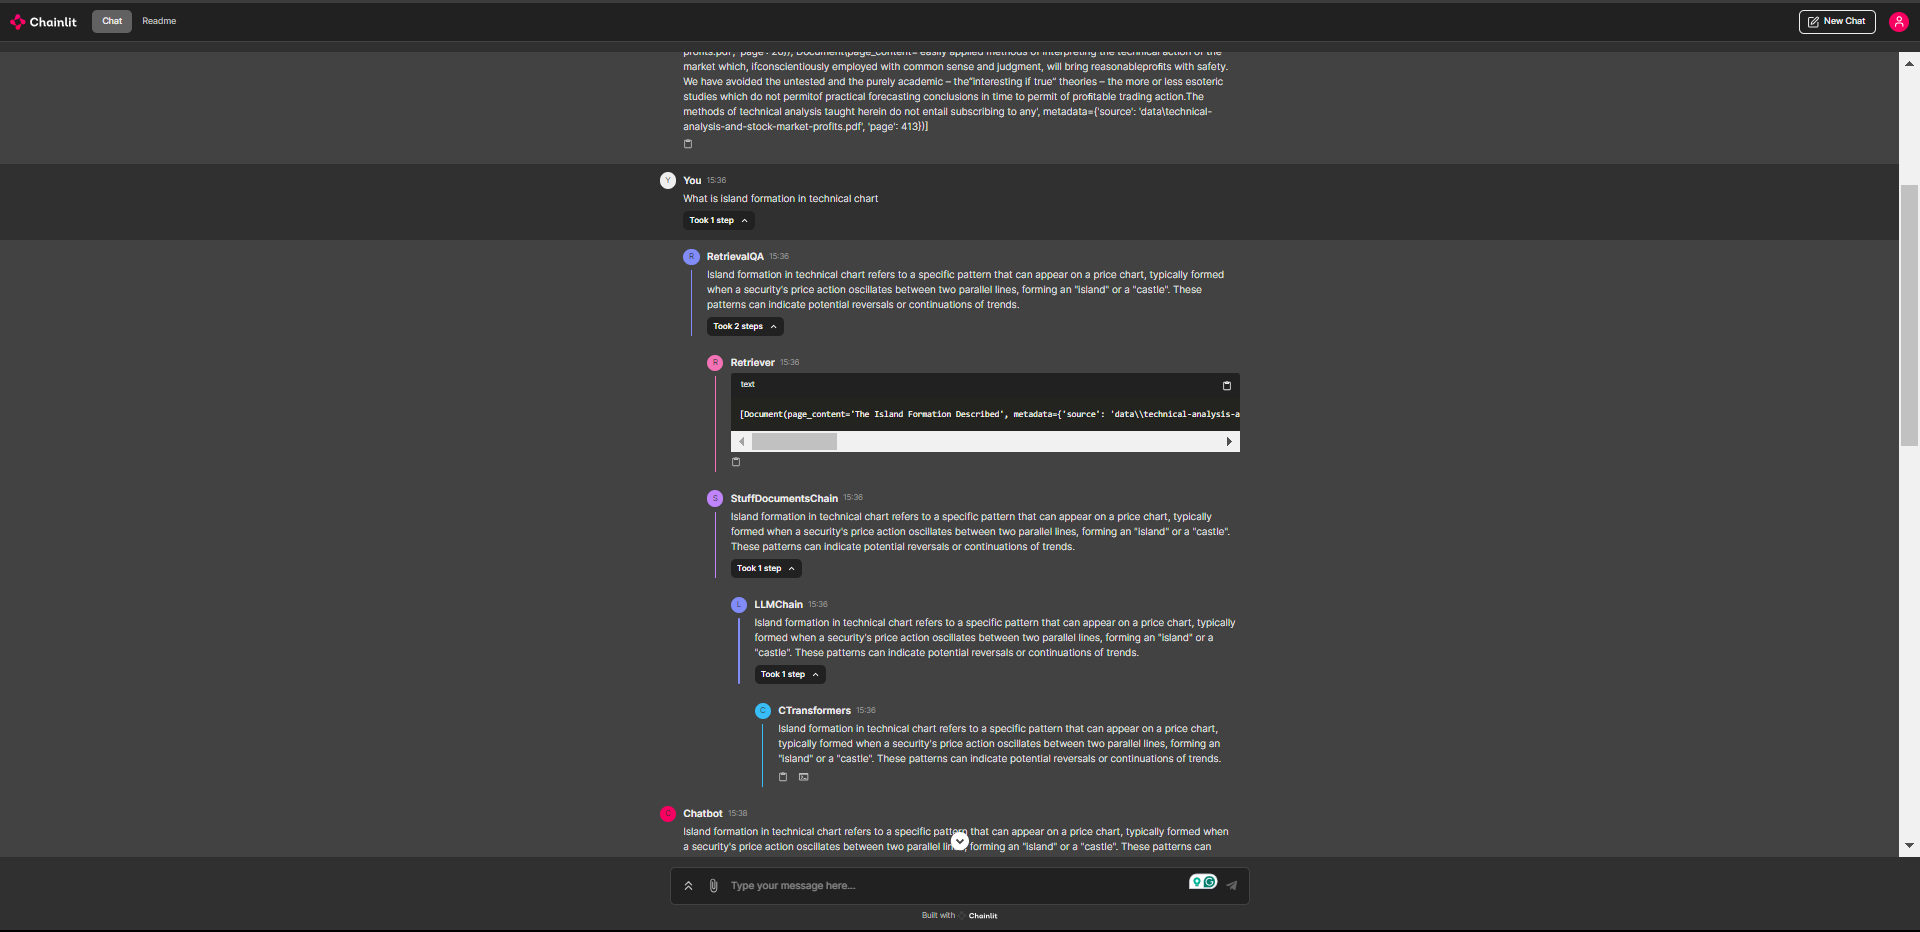 Chainlit
Chat
Readme
New Chat
profits.pdf', 'page': 26}), Document(page_content='easily applied methods of interpreting the technical action of the
market which, ifconscientiously employed with common sense and judgment, will bring reasonableprofits with safety.
We have avoided the untested and the purely academic – the"interesting if true" theories – the more or less esoteric
studies which do not permitof practical forecasting conclusions in time to permit of profitable trading action.The
methods of technical analysis taught herein do not entail subscribing to any', metadata={'source': 'data\technical-
analysis-and-stock-market-profits.pdf', 'page': 413})]
Y You 15:36
What is island formation in technical chart
Took 1 step
R RetrievalQA 15:36
Island formation in technical chart refers to a specific pattern that can appear on a price chart, typically formed
when a security's price action oscillates between two parallel lines, forming an "island" or a "castle". These
patterns can indicate potential reversals or continuations of trends.
Took 2 steps
R Retriever 15:36
text
[Document(page_content='The Island Formation Described', metadata={'source': 'data\\technical-analysis-a
S StuffDocumentsChain 15:36
Island formation in technical chart refers to a specific pattern that can appear on a price chart, typically
formed when a security's price action oscillates between two parallel lines, forming an "island" or a "castle".
These patterns can indicate potential reversals or continuations of trends.
Took 1 step
L LLMChain 15:36
Island formation in technical chart refers to a specific pattern that can appear on a price chart, typically
formed when a security's price action oscillates between two parallel lines, forming an "island" or a
"castle". These patterns can indicate potential reversals or continuations of trends.
Took 1 step
C CTransformers 15:36
Island formation in technical chart refers to a specific pattern that can appear on a price chart,
typically formed when a security's price action oscillates between two parallel lines, forming an
"island" or a "castle". These patterns can indicate potential reversals or continuations of trends.
C Chatbot 15:38
Island formation in technical chart refers to a specific pattern that can appear on a price chart, typically formed when
a security's price action oscillates between two parallel forming an "island" or a "castle". These patterns can
Type your message here...
Built with Chainlit